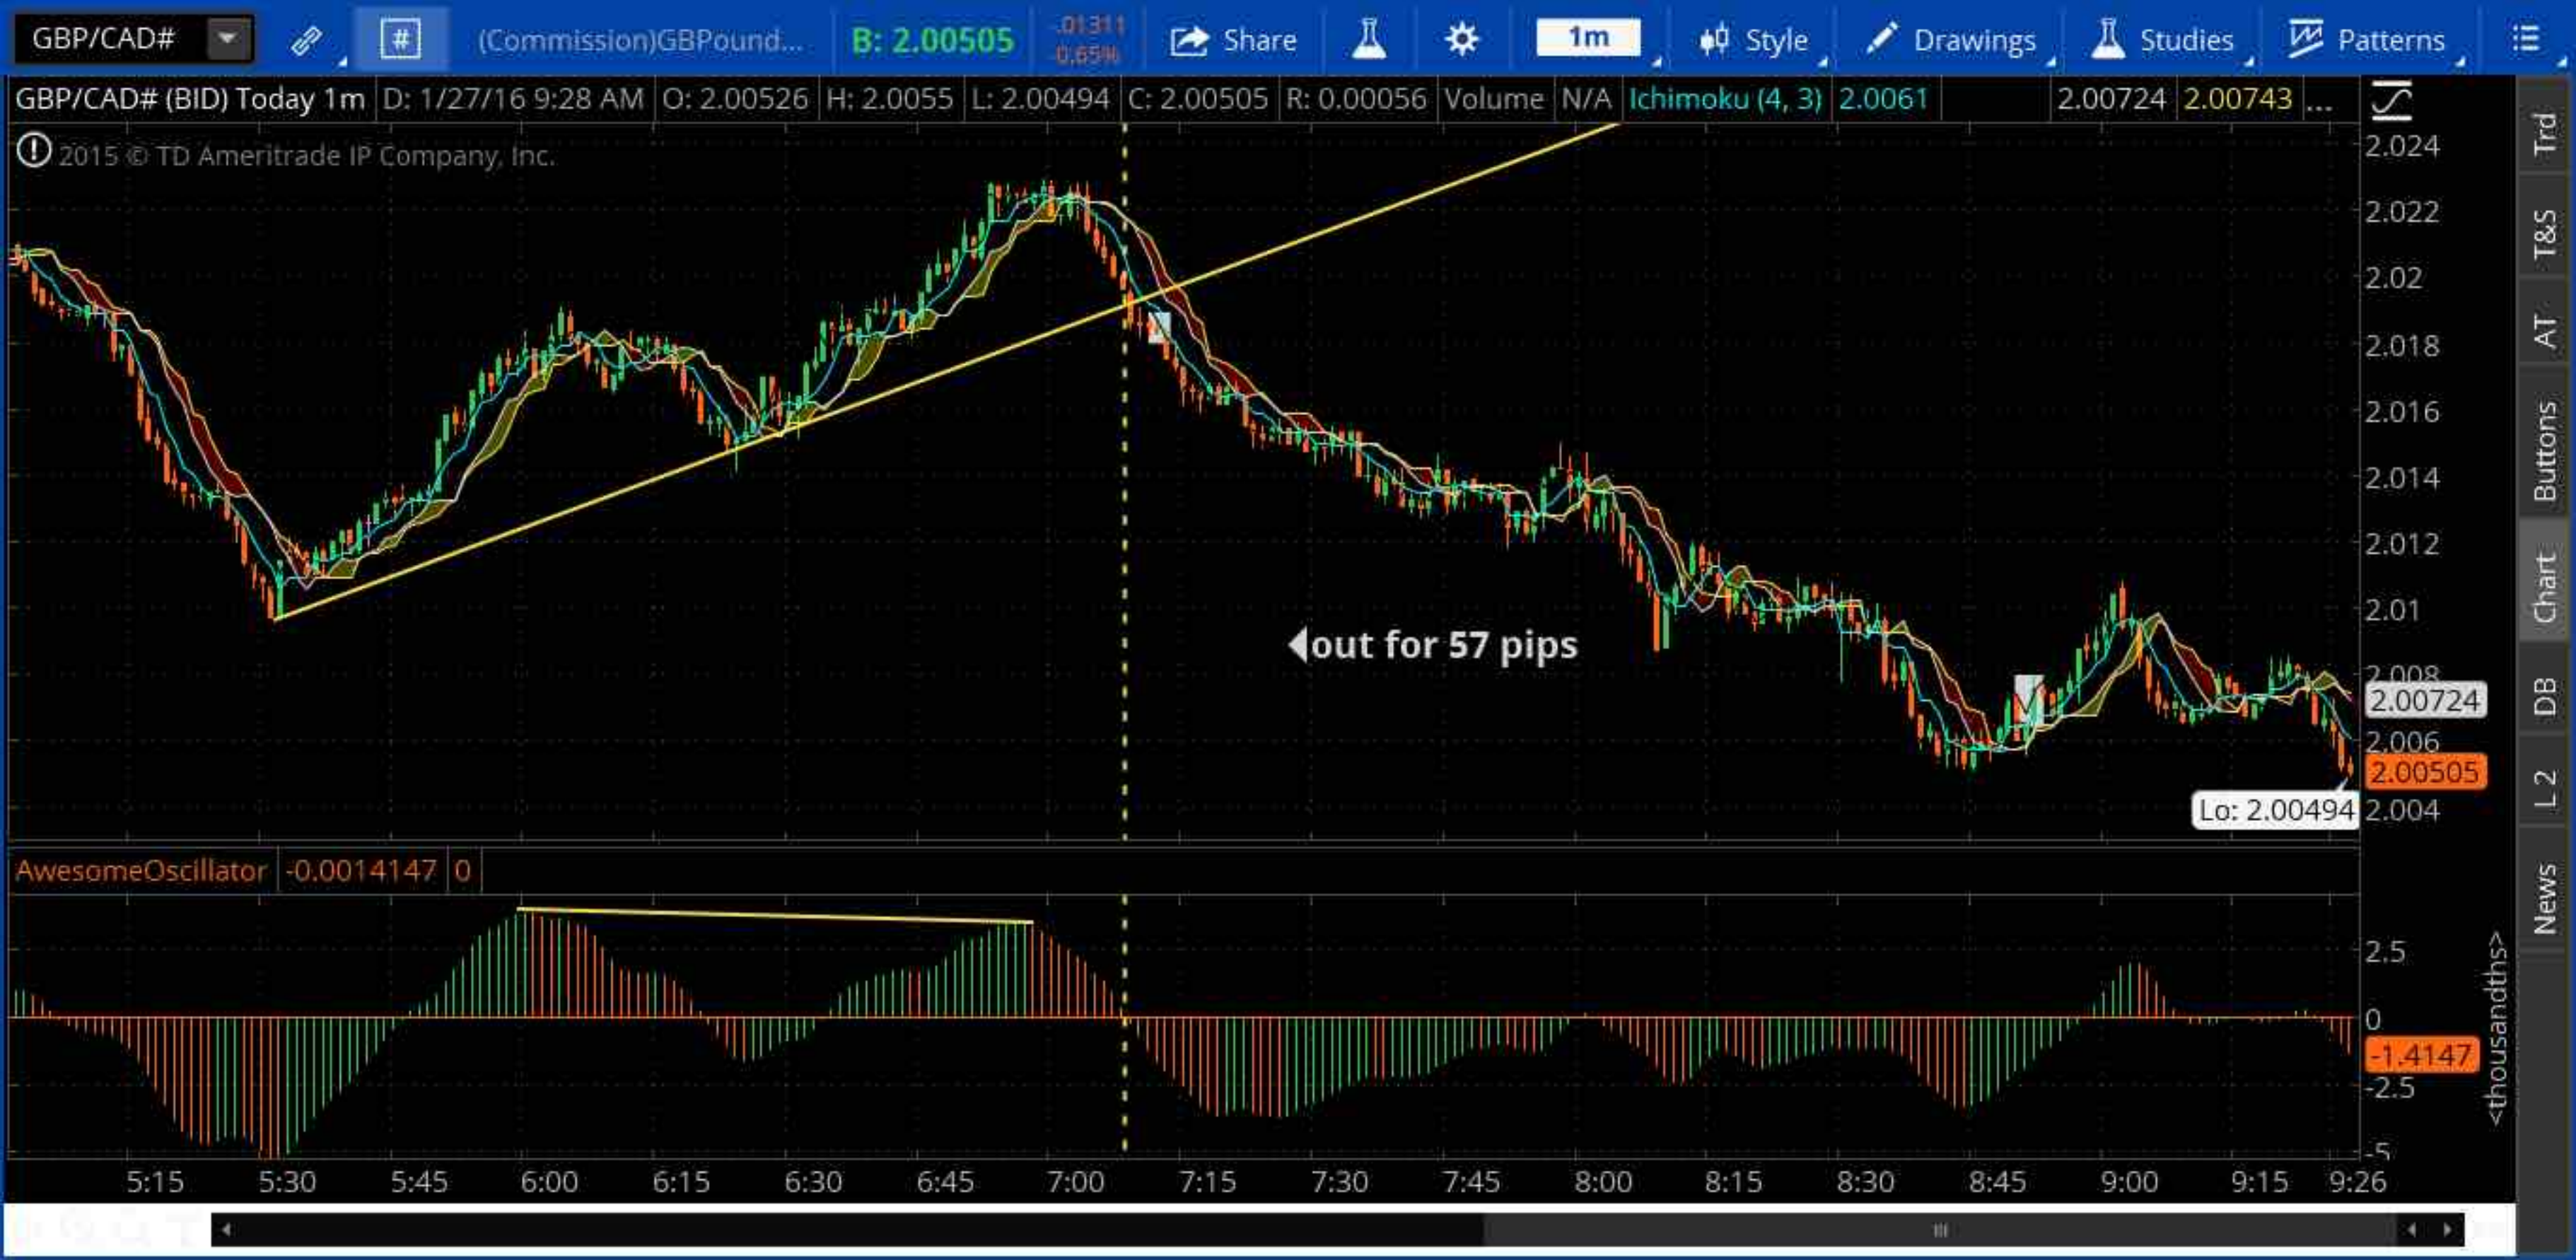 GBP/CAD# # (Commission)GBPound... B: 2.00505 -.01311 Share 1m Style Drawings Studies Patterns
-0.65%
GBP/CAD# (BID) Today 1m D: 1/27/16 9:28 AM O: 2.00526 H: 2.0055 L: 2.00494 C: 2.00505 R: 0.00056 Volume N/A Ichimoku (4, 3) 2.0061 2.00724 2.00743 ...
2015 © TD Ameritrade IP Company, Inc.
2.024
2.022
2.02
2.018
2.016
2.014
2.012
2.01
2.008
2.00724
2.006
2.00505
2.004
out for 57 pips
Lo: 2.00494
AwesomeOscillator -0.0014147 0
2.5
0
-1.4147
-2.5
-5
<thousandths>
5:15 5:30 5:45 6:00 6:15 6:30 6:45 7:00 7:15 7:30 7:45 8:00 8:15 8:30 8:45 9:00 9:15 9:26
Trd
T&S
AT
Buttons
Chart
DB
L 2
News